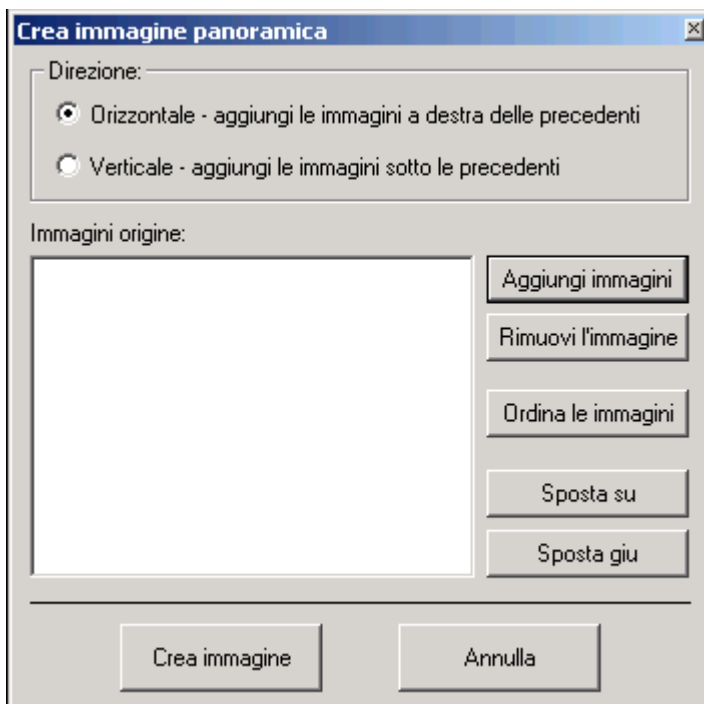 Crea immagine panoramica
Direzione:
Orizzontale - aggiungi le immagini a destra delle precedenti
Verticale - aggiungi le immagini sotto le precedenti
Immagini origine:
Aggiungi immagini
Rimuovi l'immagine
Ordina le immagini
Sposta su
Sposta giu
Crea immagine
Annulla